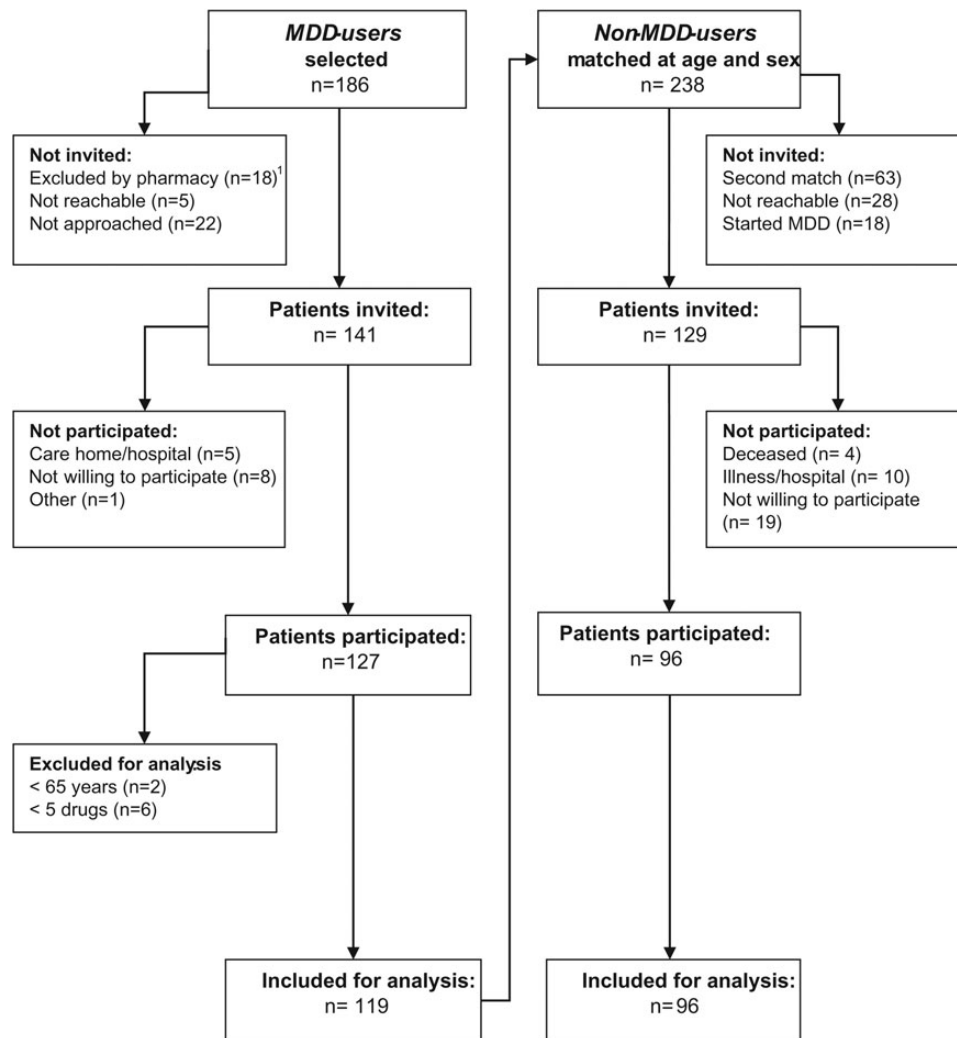 MDD-users
selected
n=186
Non-MDD-users
matched at age and sex
n= 238
Not invited:
Excluded by pharmacy (n=18)¹
Not reachable (n=5)
Not approached (n=22)
Not invited:
Second match (n=63)
Not reachable (n=28)
Started MDD (n=18)
Patients invited:
n= 141
Patients invited:
n= 129
Not participated:
Care home/hospital (n=5)
Not willing to participate (n=8)
Other (n=1)
Not participated:
Deceased (n= 4)
Illness/hospital (n= 10)
Not willing to participate
(n= 19)
Patients participated:
n=127
Patients participated:
n= 96
Excluded for analysis
< 65 years (n=2)
< 5 drugs (n=6)
Included for analysis:
n= 119
Included for analysis:
n=96